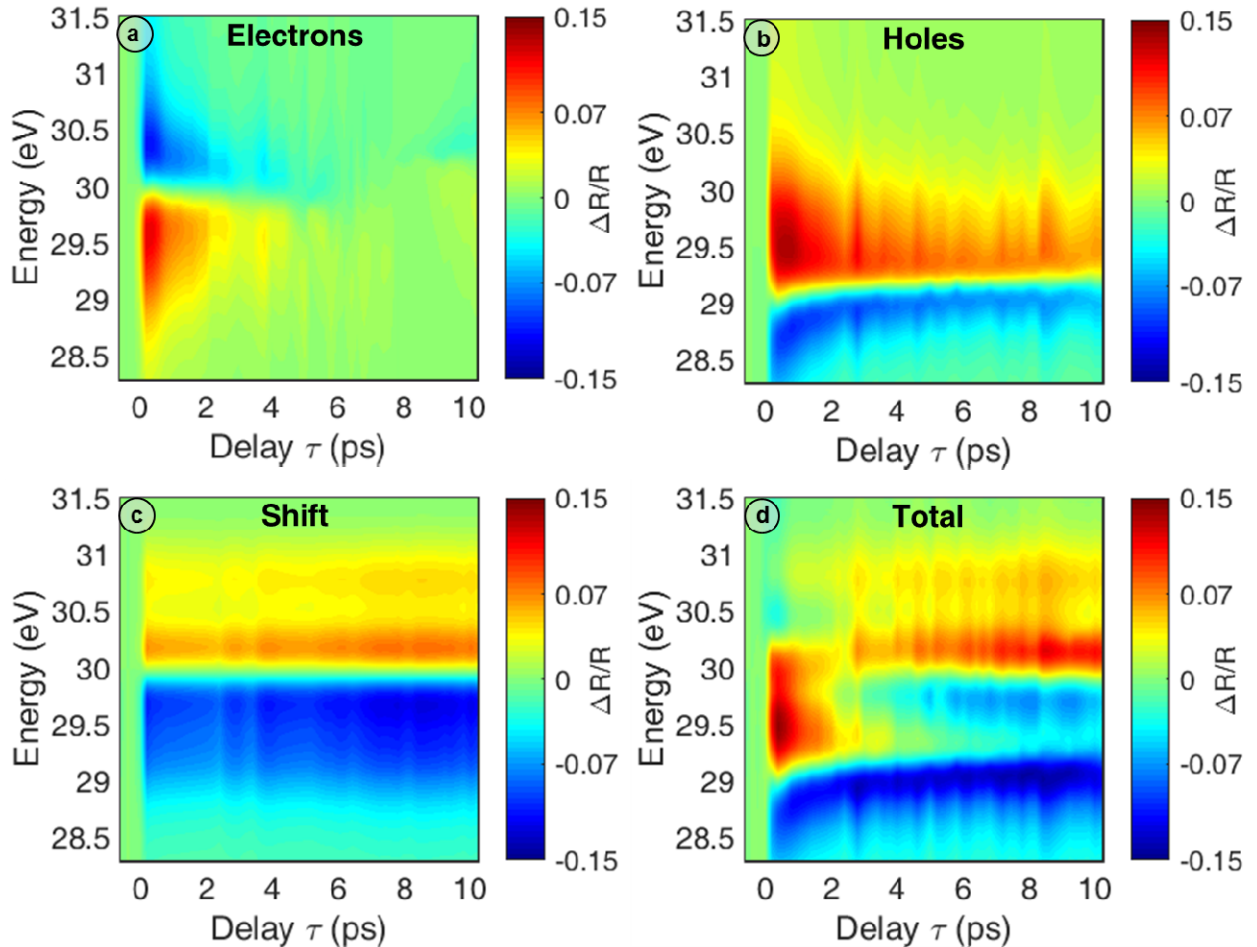 a
Electrons
31.5
31
30.5
30
29.5
29
28.5
Energy (eV)
0 2 4 6 8 10
Delay τ (ps)
0.15
0.07
0
-0.07
-0.15
ΔR/R
b
Holes
31.5
31
30.5
30
29.5
29
28.5
Energy (eV)
0 2 4 6 8 10
Delay τ (ps)
0.15
0.07
0
-0.07
-0.15
ΔR/R
c
Shift
31.5
31
30.5
30
29.5
29
28.5
Energy (eV)
0 2 4 6 8 10
Delay τ (ps)
0.15
0.07
0
-0.07
-0.15
ΔR/R
d
Total
31.5
31
30.5
30
29.5
29
28.5
Energy (eV)
0 2 4 6 8 10
Delay τ (ps)
0.15
0.07
0
-0.07
-0.15
ΔR/R